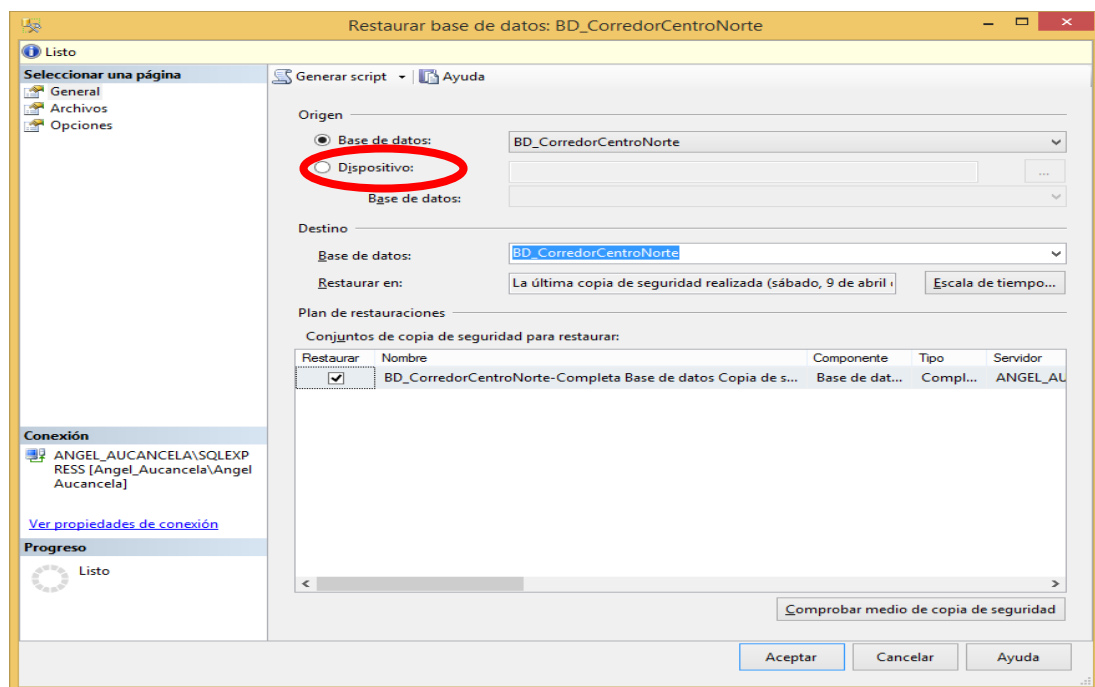 Restaurar base de datos: BD_CorredorCentroNorte
Listo
Seleccionar una página
General
Archivos
Opciones
Generar script
Ayuda
Origen
Base de datos:
BD_CorredorCentroNorte
Dispositivo:
...
Base de datos:
Destino
Base de datos:
BD_CorredorCentroNorte
Restaurar en:
La última copia de seguridad realizada (sábado, 9 de abril
Escala de tiempo...
Plan de restauraciones
Conjuntos de copia de seguridad para restaurar:
Restaurar Nombre Componente Tipo Servidor
BD_CorredorCentroNorte-Completa Base de datos Copia de s... Base de dat... Compl... ANGEL_AU
Conexión
ANGEL_AUCANCELA\SQLEXP
RESS [Angel_Aucancela\Angel
Aucancela]
Ver propiedades de conexión
Progreso
Listo
Comprobar medio de copia de seguridad
Aceptar
Cancelar
Ayuda